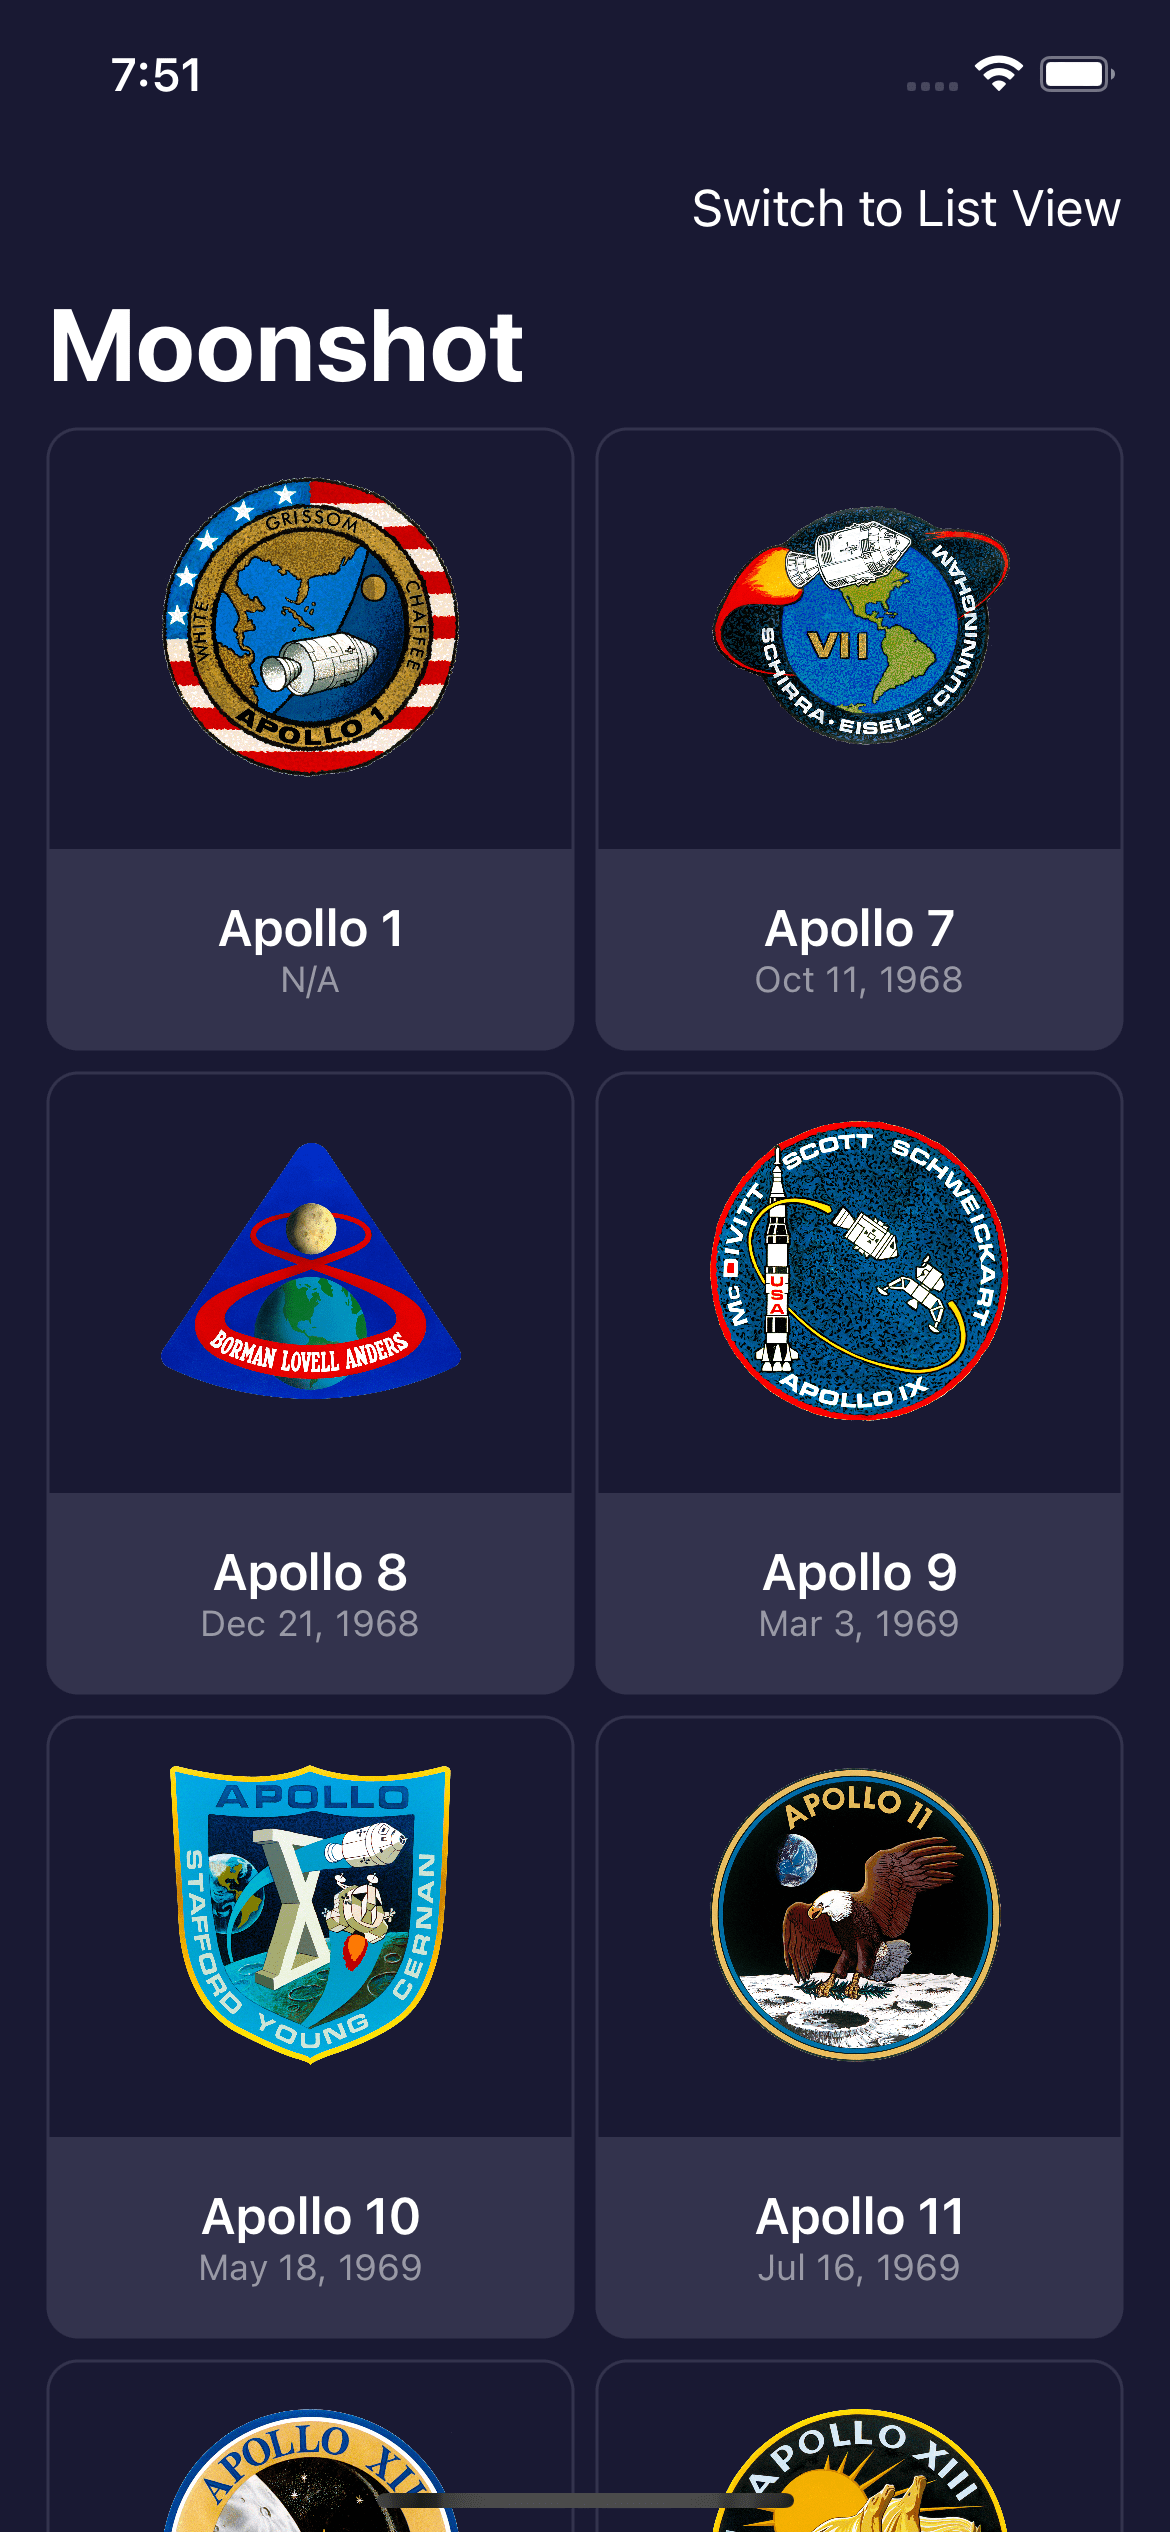 7:51
Switch to List View
Moonshot
GRISSOM
WHITE
CHAFFEE
APOLLO 1
VII
SCHIRRA · EISELE · CUNNINGHAM
Apollo 1
N/A
Apollo 7
Oct 11, 1968
BORMAN LOVELL ANDERS
McDIVITT SCOTT SCHWEICKART
USA
APOLLO IX
Apollo 8
Dec 21, 1968
Apollo 9
Mar 3, 1969
APOLLO
X
STAFFORD YOUNG CERNAN
APOLLO 11
Apollo 10
May 18, 1969
Apollo 11
Jul 16, 1969
APOLLO XII
APOLLO XIII